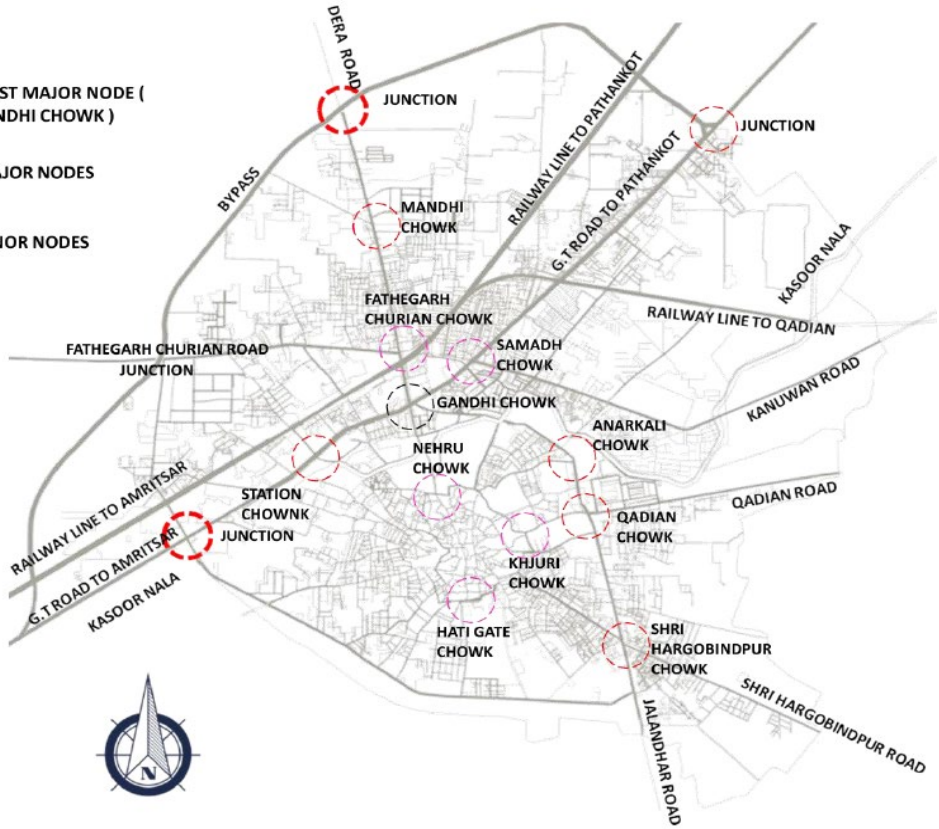 DERA ROAD
ST MAJOR NODE (
NDHI CHOWK )
JUNCTION
JUNCTION
AJOR NODES
BYPASS
RAILWAY LINE TO PATHANKOT
G.T ROAD TO PATHANKOT
MANDHI
CHOWK
NOR NODES
KASOOR NALA
FATHEGARH
CHURIAN CHOWK
RAILWAY LINE TO QADIAN
FATHEGARH CHURIAN ROAD
JUNCTION
SAMADH
CHOWK
KANUWAN ROAD
GANDHI CHOWK
ANARKALI
CHOWK
NEHRU
CHOWK
RAILWAY LINE TO AMRITSAR
STATION
CHOWNK
QADIAN ROAD
QADIAN
CHOWK
JUNCTION
G.T ROAD TO AMRITSAR
KASOOR NALA
KHJURI
CHOWK
HATI GATE
CHOWK
SHRI
HARGOBINDPUR
CHOWK
SHRI HARGOBINDPUR ROAD
JALANDHAR ROAD
N